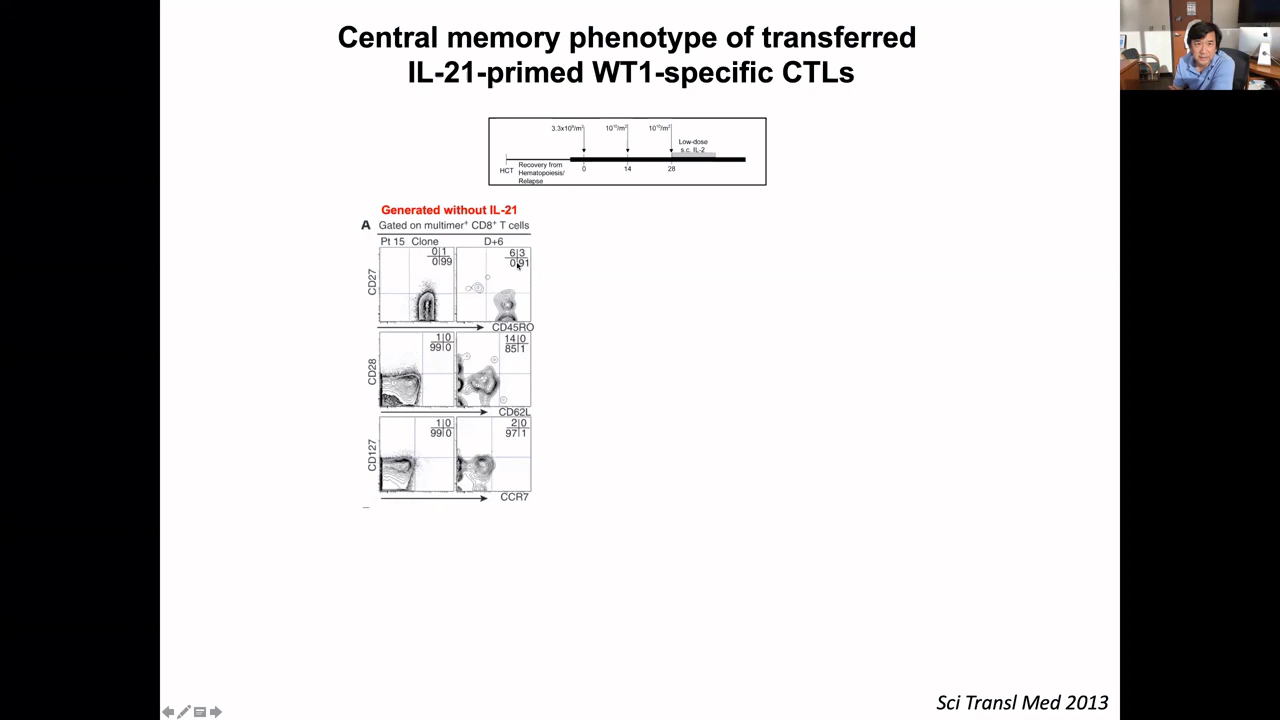 Central memory phenotype of transferred
IL-21-primed WT1-specific CTLs
3.3x10⁹/m² 10¹⁰/m² 10¹⁰/m²
Low-dose
s.c. IL-2
HCT Recovery from
Hematopoiesis/
Relapse
0 14 28
Generated without IL-21
A Gated on multimer⁺ CD8⁺ T cells
Pt 15 Clone D+6
0|1 6|3
0|99 0|91
CD27
CD45RO
1|0 14|0
99|0 85|1
CD28
CD62L
1|0 2|0
99|0 97|1
CD127
CCR7
Sci Transl Med 2013